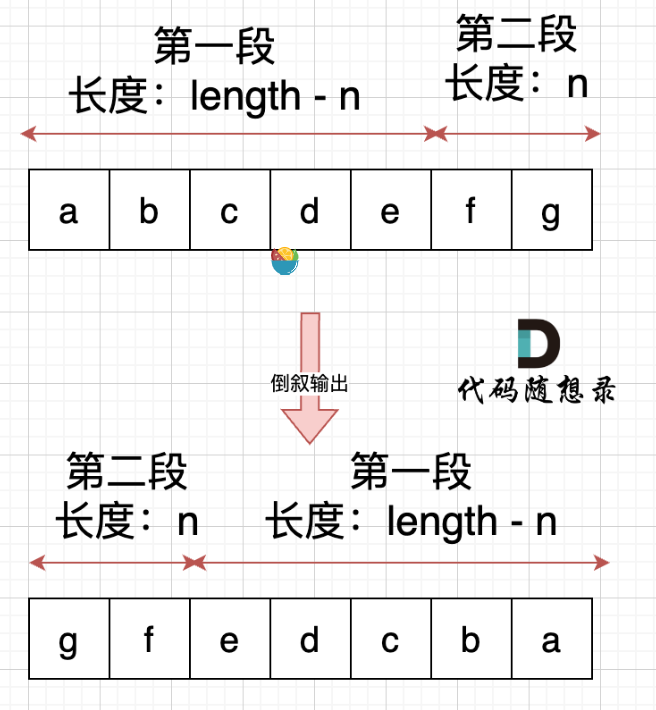 第一段
长度：length - n
第二段
长度：n
a b c d e f g
倒叙输出
代码随想录
第二段
长度：n
第一段
长度：length - n
g f e d c b a